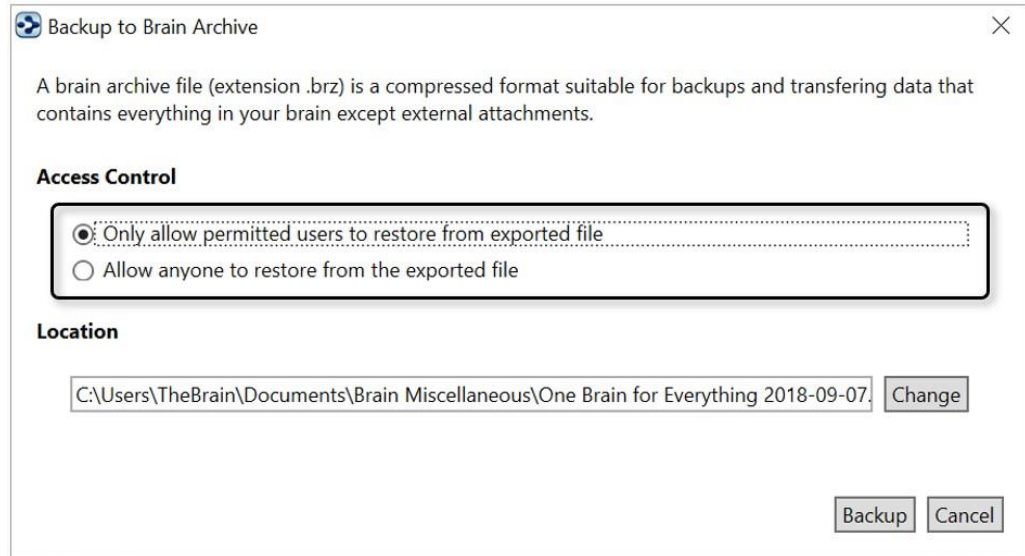 Backup to Brain Archive
A brain archive file (extension .brz) is a compressed format suitable for backups and transfering data that
contains everything in your brain except external attachments.
Access Control
Only allow permitted users to restore from exported file
Allow anyone to restore from the exported file
Location
C:\Users\TheBrain\Documents\Brain Miscellaneous\One Brain for Everything 2018-09-07. Change
Backup Cancel